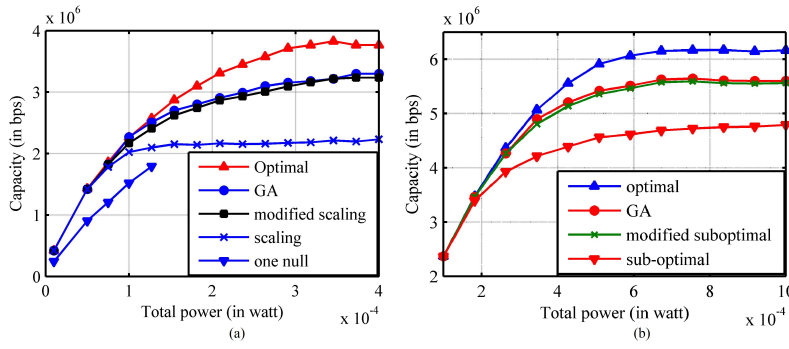 x 10^6
4
3
2
1
0
Capacity (in bps)
Optimal
GA
modified scaling
scaling
one null
0 1 2 3 4
Total power (in watt)
x 10^-4
(a)
x 10^6
6
5
4
3
2
Capacity (in bps)
optimal
GA
modified suboptimal
sub-optimal
2 4 6 8 10
Total power (in watt)
x 10^-4
(b)